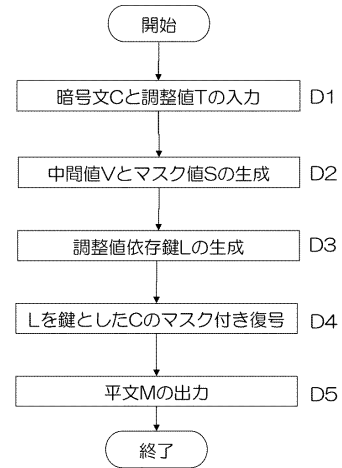 開始
暗号文Cと調整値Tの入力 D1
中間値Vとマスク値Sの生成 D2
調整値依存鍵Lの生成 D3
Lを鍵としたCのマスク付き復号 D4
平文Mの出力 D5
終了